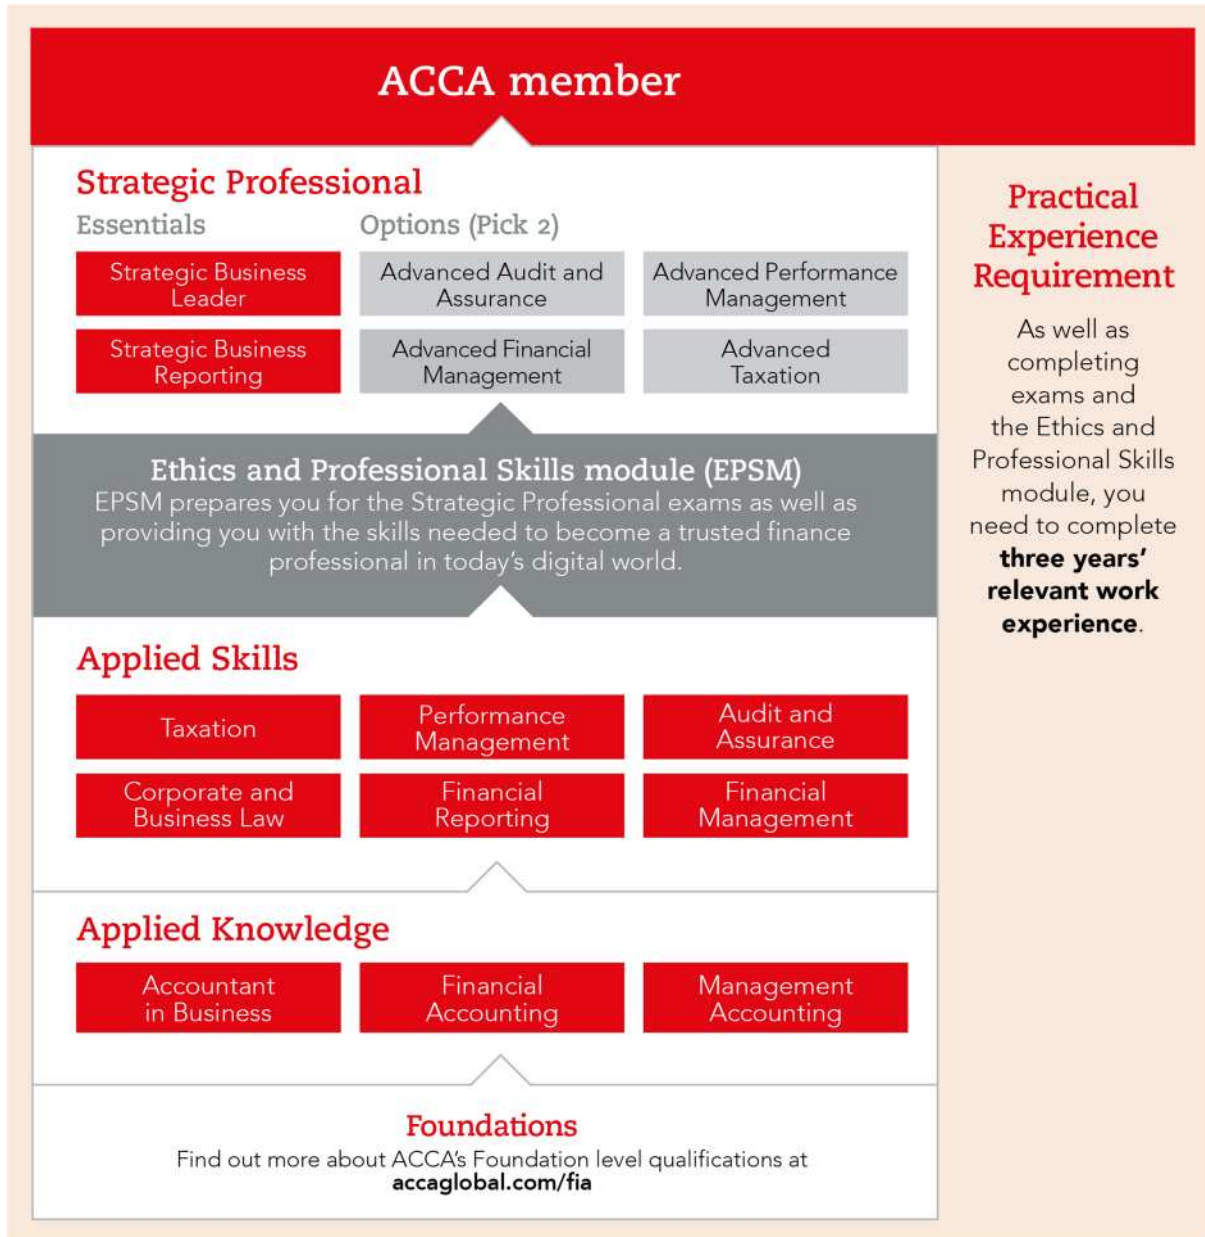 ACCA member
Strategic Professional
Essentials
Options (Pick 2)
Strategic Business
Leader
Advanced Audit and
Assurance
Advanced Performance
Management
Strategic Business
Reporting
Advanced Financial
Management
Advanced
Taxation
Ethics and Professional Skills module (EPSM)
EPSM prepares you for the Strategic Professional exams as well as
providing you with the skills needed to become a trusted finance
professional in today's digital world.
Applied Skills
Taxation
Performance
Management
Audit and
Assurance
Corporate and
Business Law
Financial
Reporting
Financial
Management
Applied Knowledge
Accountant
in Business
Financial
Accounting
Management
Accounting
Foundations
Find out more about ACCA's Foundation level qualifications at
accaglobal.com/fia
Practical
Experience
Requirement
As well as
completing
exams and
the Ethics and
Professional Skills
module, you
need to complete
three years'
relevant work
experience.